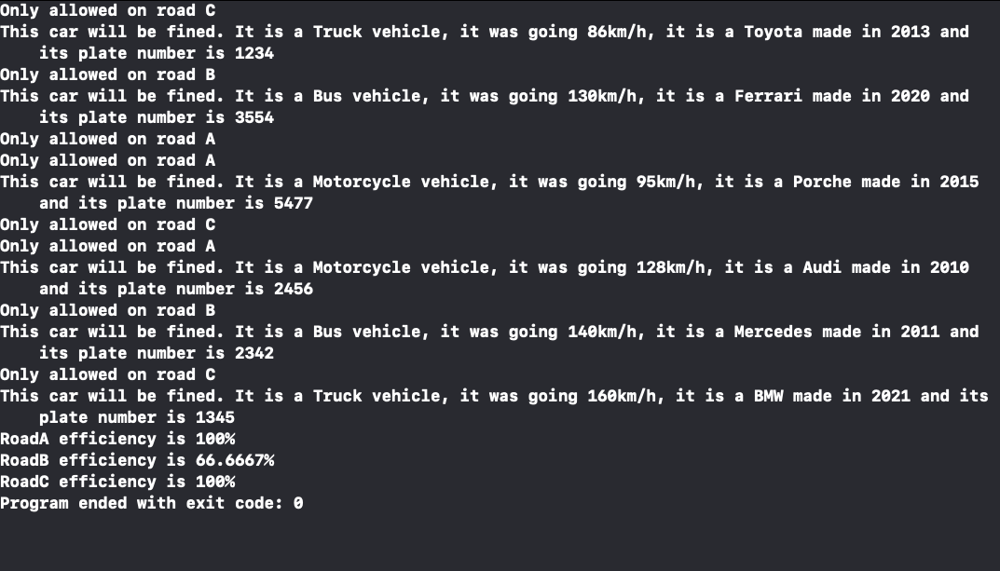 Only allowed on road C
This car will be fined. It is a Truck vehicle, it was going 86km/h, it is a Toyota made in 2013 and
its plate number is 1234
Only allowed on road B
This car will be fined. It is a Bus vehicle, it was going 130km/h, it is a Ferrari made in 2020 and
its plate number is 3554
Only allowed on road A
Only allowed on road A
This car will be fined. It is a Motorcycle vehicle, it was going 95km/h, it is a Porche made in 2015
and its plate number is 5477
Only allowed on road C
Only allowed on road A
This car will be fined. It is a Motorcycle vehicle, it was going 128km/h, it is a Audi made in 2010
and its plate number is 2456
Only allowed on road B
This car will be fined. It is a Bus vehicle, it was going 140km/h, it is a Mercedes made in 2011 and
its plate number is 2342
Only allowed on road C
This car will be fined. It is a Truck vehicle, it was going 160km/h, it is a BMW made in 2021 and its
plate number is 1345
RoadA efficiency is 100%
RoadB efficiency is 66.6667%
RoadC efficiency is 100%
Program ended with exit code: 0